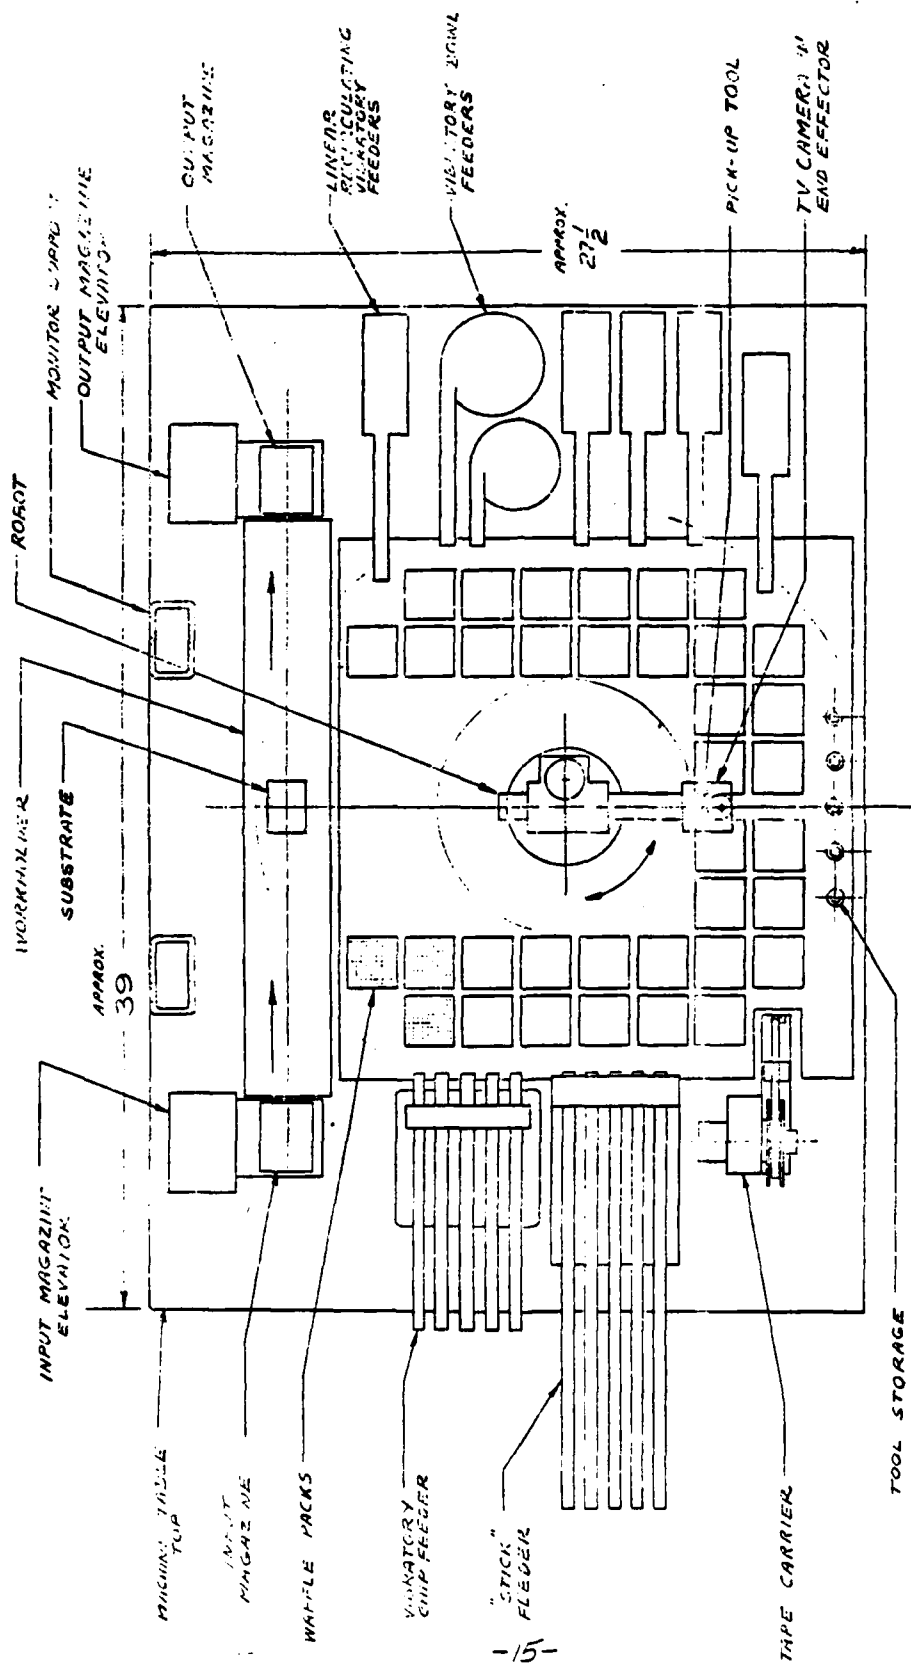 ROBOT
MONITOR SUPPORT
OUTPUT MAGAZINE
ELEVATOR
OUTPUT
MAGAZINE
LINEAR
RECIRCULATING
VIBRATORY
FEEDERS
VIBRATORY BOWL
FEEDERS
APPROX.
27 1/2
PICK-UP TOOL
TV CAMERA IN
END EFFECTOR
WORKHOLDER
SUBSTRATE
APPROX.
39
INPUT MAGAZINE
ELEVATOR
MACHINE TABLE
TOP
INPUT
MAGAZINE
WAFFLE PACKS
VIBRATORY
CHIP FEEDER
"STICK"
FEEDER
TAPE CARRIER
TOOL STORAGE
-15-